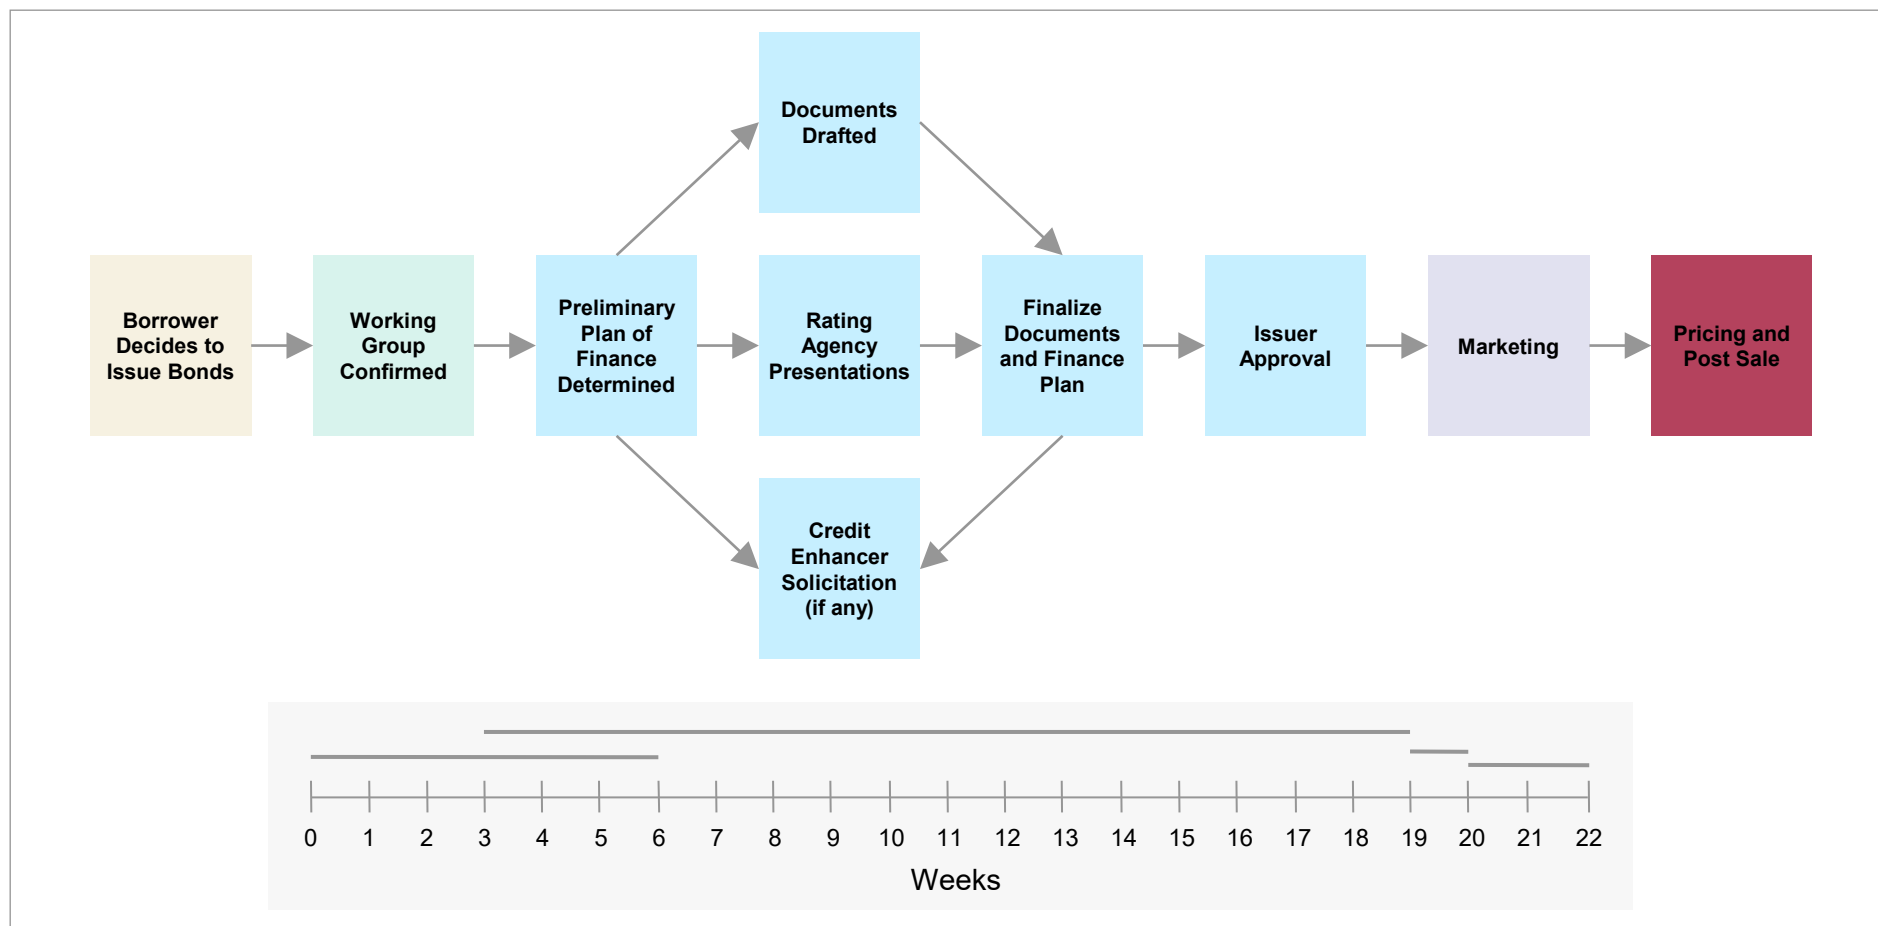 Documents
Drafted
Borrower
Decides to
Issue Bonds
Working
Group
Confirmed
Preliminary
Plan of
Finance
Determined
Rating
Agency
Presentations
Finalize
Documents
and Finance
Plan
Issuer
Approval
Marketing
Pricing and
Post Sale
Credit
Enhancer
Solicitation
(if any)
0 1 2 3 4 5 6 7 8 9 10 11 12 13 14 15 16 17 18 19 20 21 22
Weeks